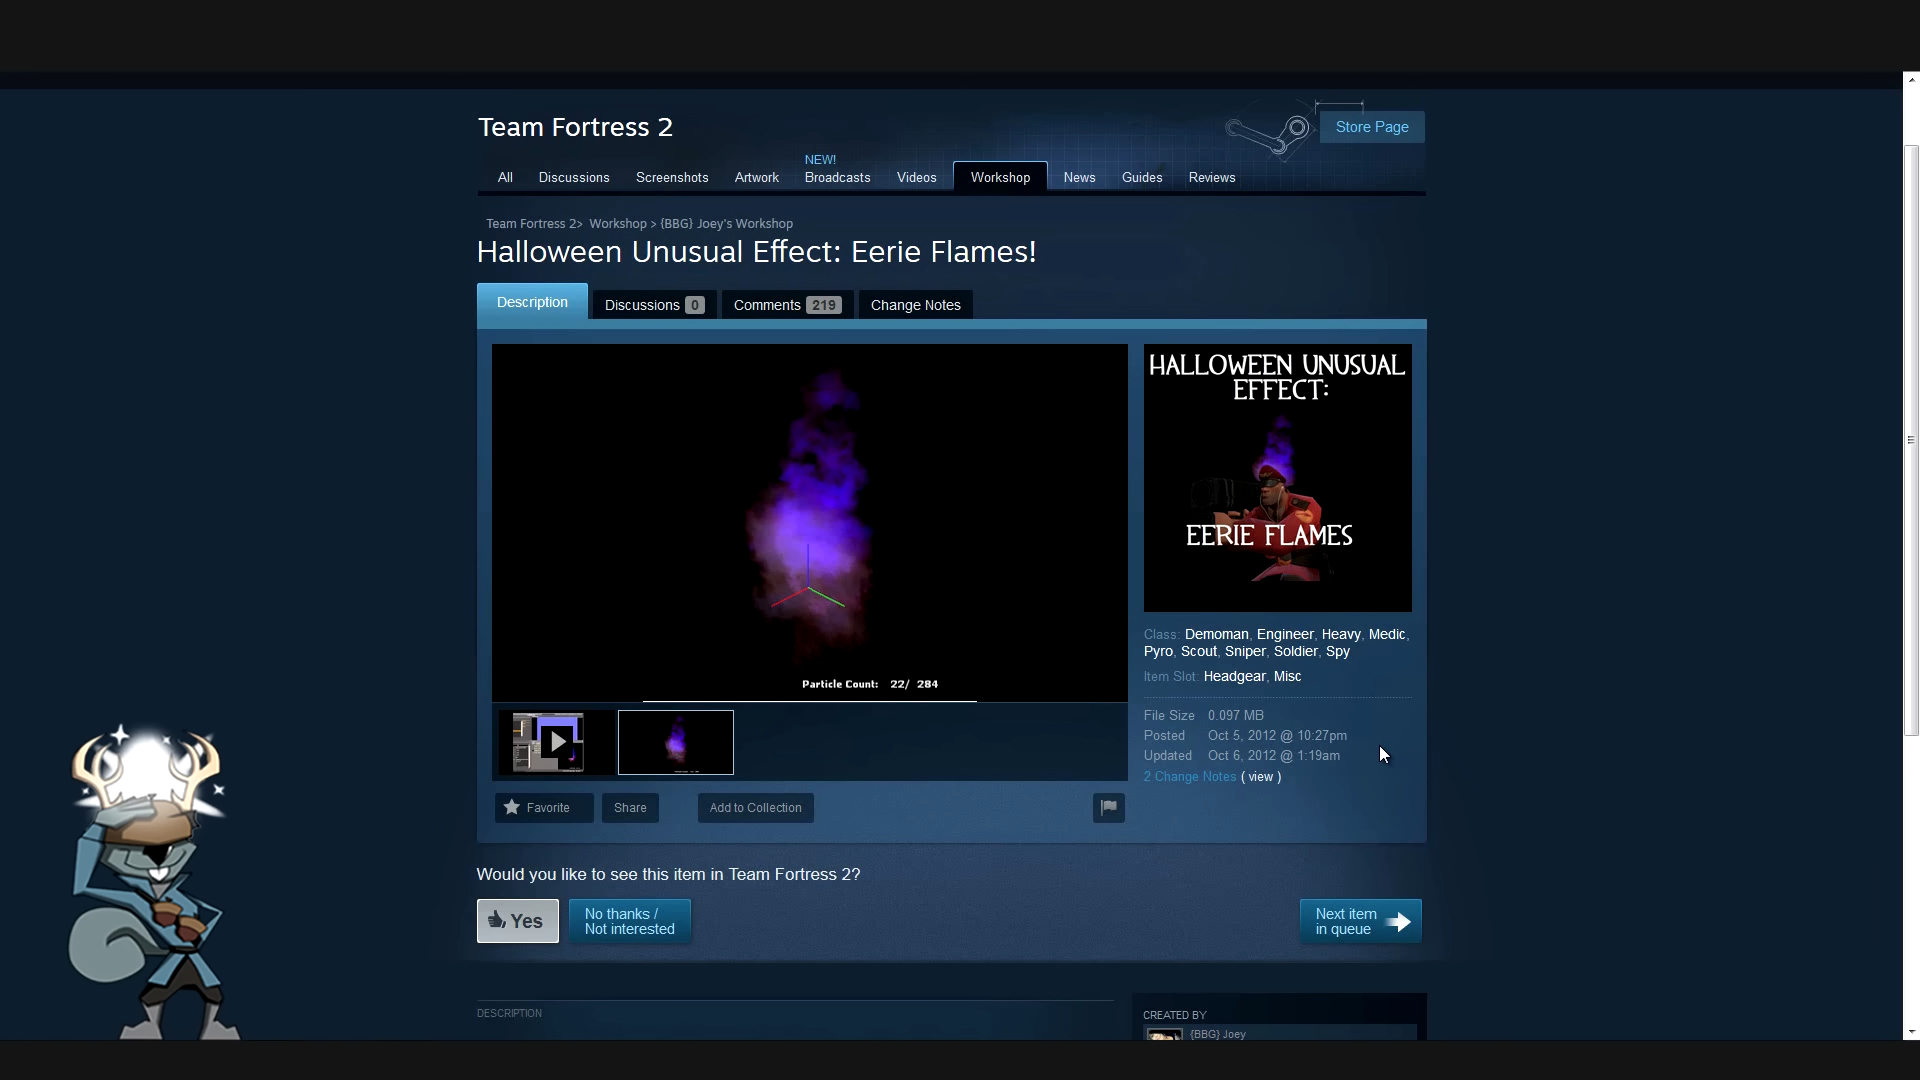 Team Fortress 2
Store Page
NEW!
All Discussions Screenshots Artwork Broadcasts Videos Workshop News Guides Reviews
Team Fortress 2> Workshop > {BBG} Joey's Workshop
Halloween Unusual Effect: Eerie Flames!
Description Discussions 0 Comments 219 Change Notes
HALLOWEEN UNUSUAL
EFFECT:
EERIE FLAMES
Particle Count: 22/ 284
Class: Demoman, Engineer, Heavy, Medic,
Pyro, Scout, Sniper, Soldier, Spy
Item Slot: Headgear, Misc
File Size 0.097 MB
Posted Oct 5, 2012 @ 10:27pm
Updated Oct 6, 2012 @ 1:19am
2 Change Notes ( view )
Favorite Share Add to Collection
Would you like to see this item in Team Fortress 2?
Yes
No thanks /
Not interested
Next item
in queue
DESCRIPTION
CREATED BY
{BBG} Joey